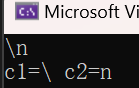 Microsoft Vi
\n
c1=\ c2=n